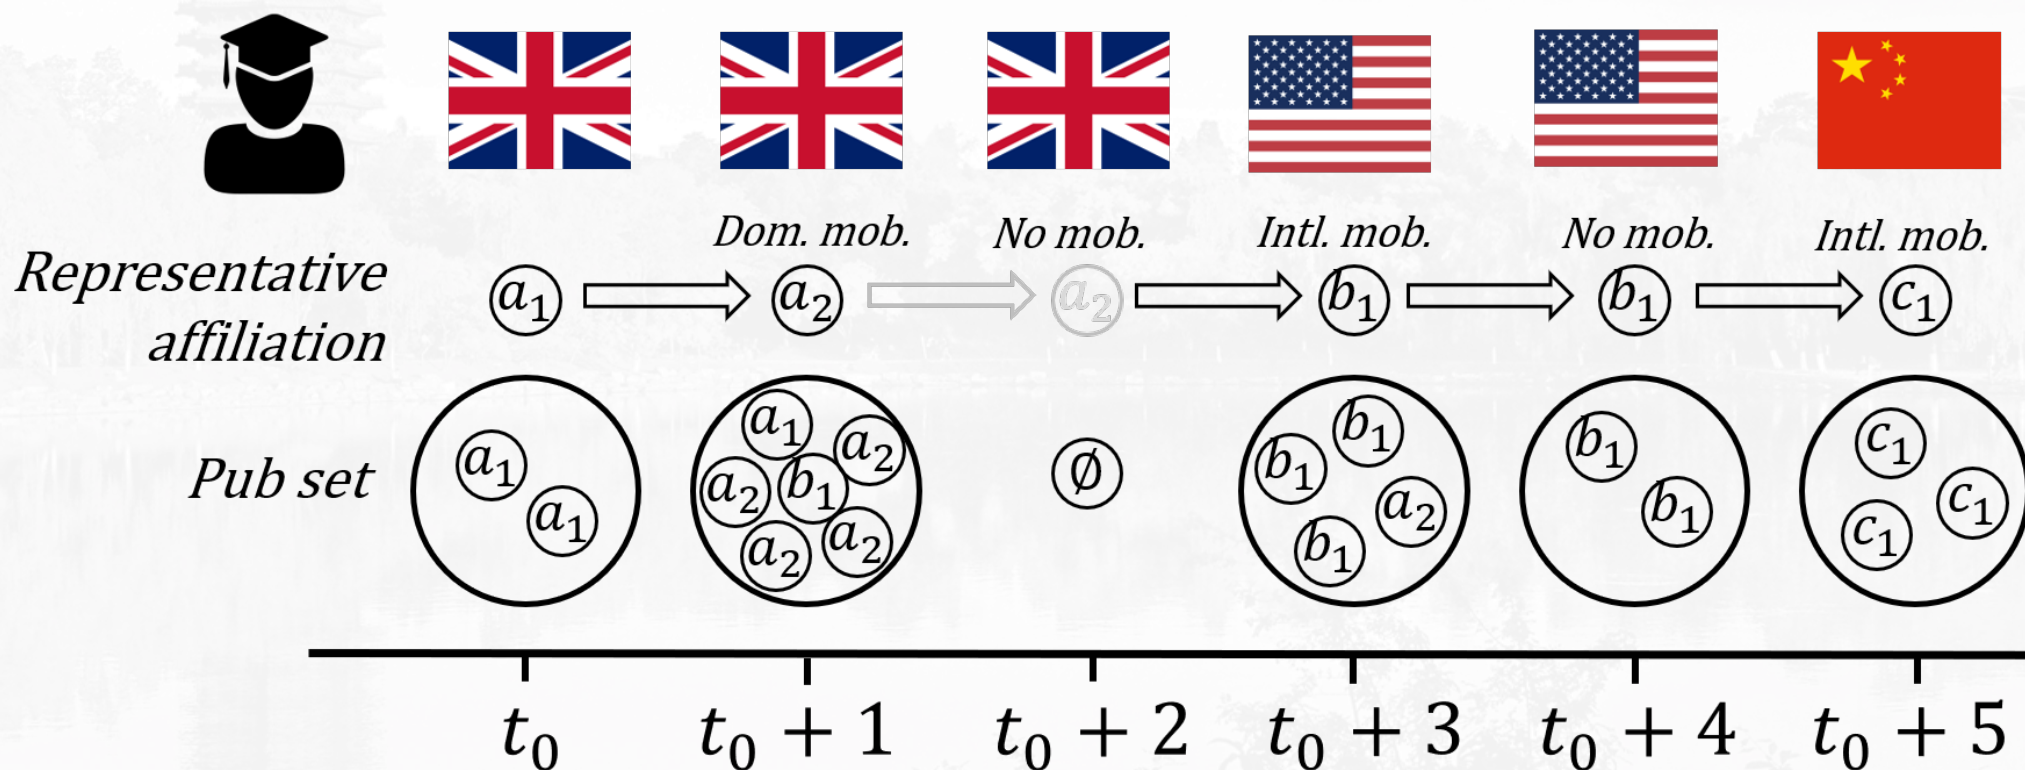 Dom. mob. No mob. Intl. mob. No mob. Intl. mob.
Representative affiliation
a₁ a₂ a₂ b₁ b₁ c₁
Pub set
a₁ a₁
a₁ a₂ a₂ b₁ a₂ a₂
∅
b₁ b₁ a₂ b₁
b₁ b₁
c₁ c₁ c₁
t₀ t₀ + 1 t₀ + 2 t₀ + 3 t₀ + 4 t₀ + 5